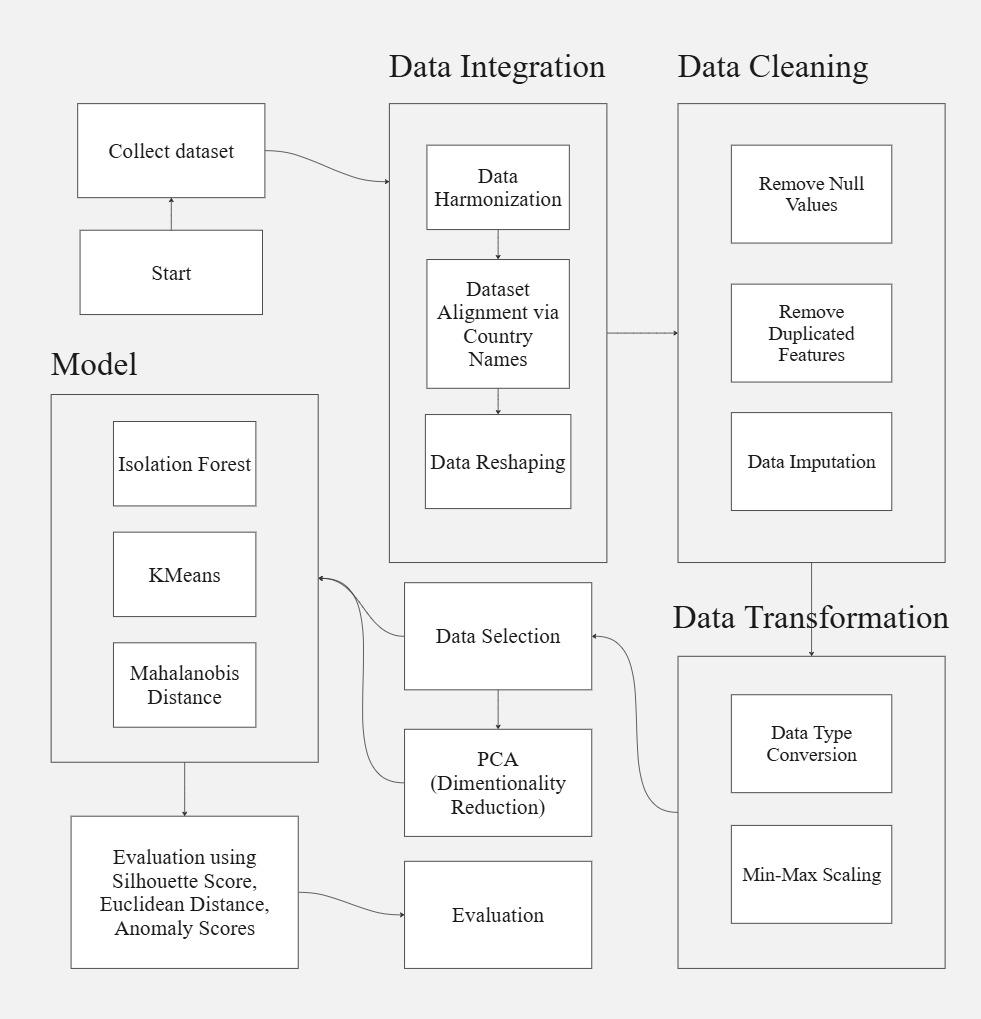 Data Integration
Data Cleaning
Collect dataset
Start
Data
Harmonization
Dataset
Alignment via
Country
Names
Data Reshaping
Remove Null
Values
Remove
Duplicated
Features
Data Imputation
Model
Isolation Forest
KMeans
Mahalanobis
Distance
Data Selection
PCA
(Dimentionality
Reduction)
Data Transformation
Data Type
Conversion
Min-Max Scaling
Evaluation using
Silhouette Score,
Euclidean Distance,
Anomaly Scores
Evaluation